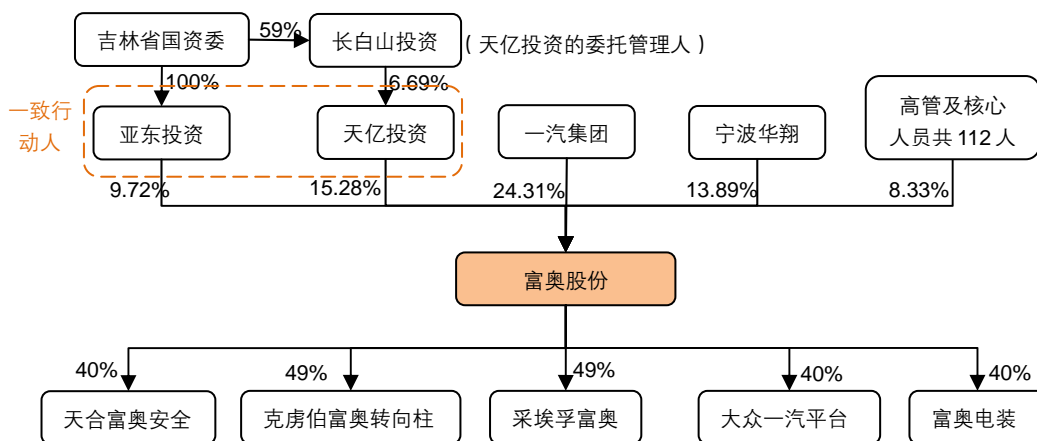 吉林省国资委
59%
长白山投资
(天亿投资的委托管理人)
100%
6.69%
一致行
动人
亚东投资
天亿投资
一汽集团
宁波华翔
高管及核心
人员共 112 人
9.72%
15.28%
24.31%
13.89%
8.33%
富奥股份
40%
49%
49%
40%
40%
天合富奥安全
克虏伯富奥转向柱
采埃孚富奥
大众一汽平台
富奥电装